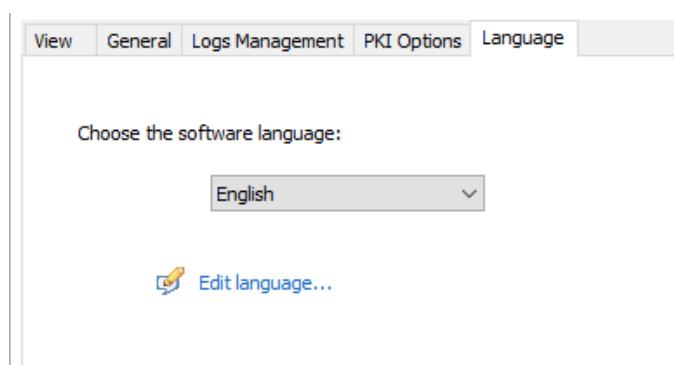 View General Logs Management PKI Options Language
Choose the software language:
English
Edit language...